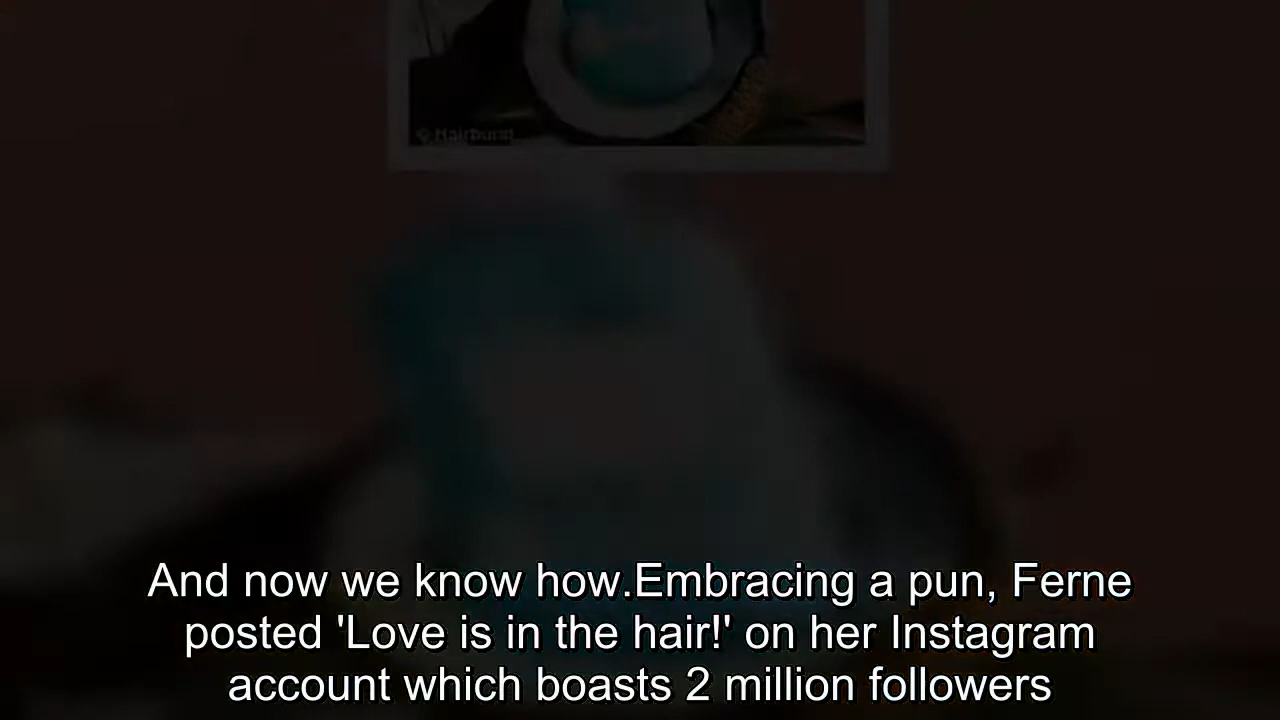 © Hairburst
And now we know how.Embracing a pun, Ferne
posted 'Love is in the hair!' on her Instagram
account which boasts 2 million followers